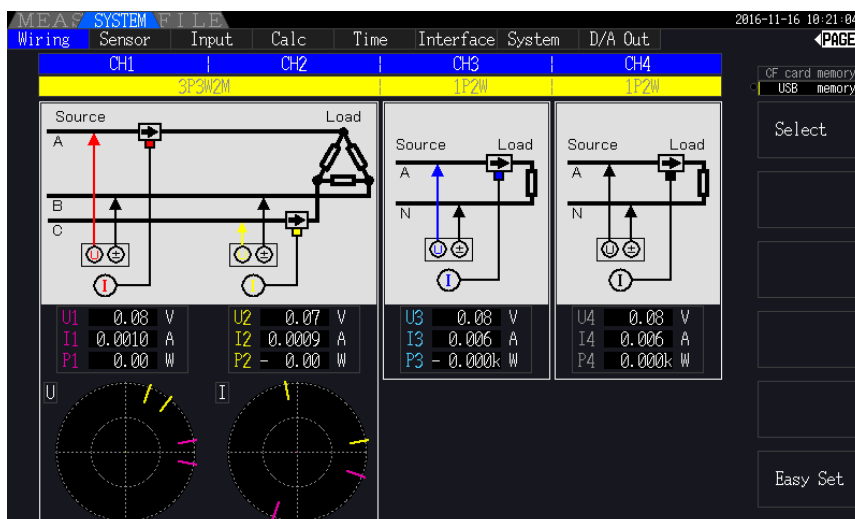 MEAS SYSTEM FILE 2016-11-16 10:21:04
Wiring Sensor Input Calc Time Interface System D/A Out PAGE
CH1 CH2 CH3 CH4
CF card memory
3P3W2M 1P2W 1P2W
USB memory
Source Load
A
B
C
U ± U ±
I I
Source Load
A
N
U ±
I
Source Load
A
N
U ±
I
Select
U1 0.08 V U2 0.07 V U3 0.08 V U4 0.08 V
I1 0.0010 A I2 0.0009 A I3 0.006 A I4 0.006 A
P1 0.00 W P2 - 0.00 W P3 - 0.000k W P4 0.000k W
U I
Easy Set